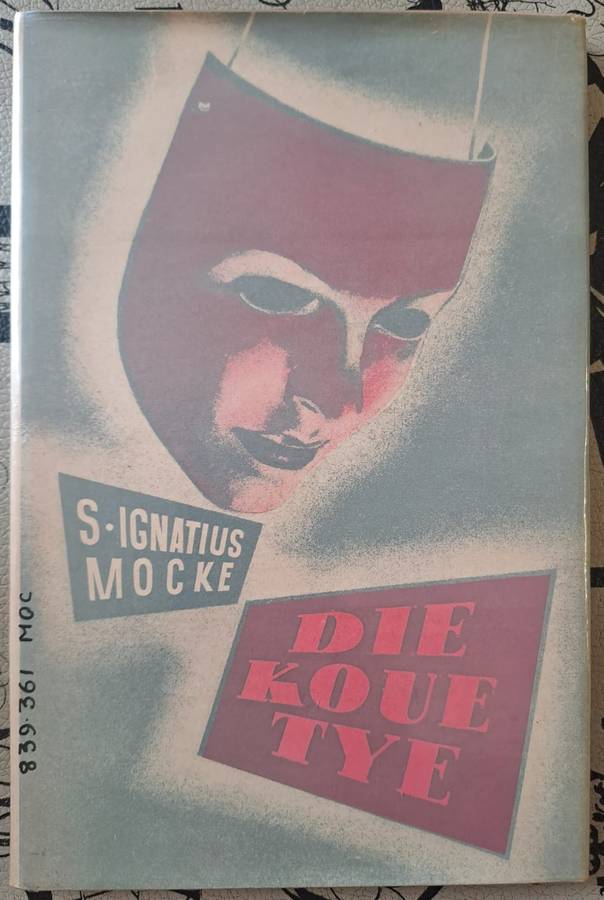 S·IGNATIUS
MOCKE
DIE
KOUE
TYE
839.361 MOC